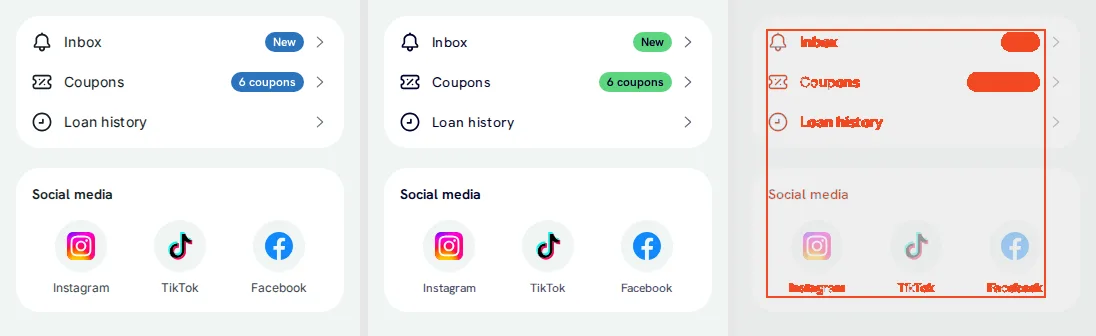 Inbox New
Coupons 6 coupons
Loan history
Social media
Instagram TikTok Facebook
Inbox New
Coupons 6 coupons
Loan history
Social media
Instagram TikTok Facebook
Inbox
Coupons
Loan history
Social media
Instagram TikTok Facebook